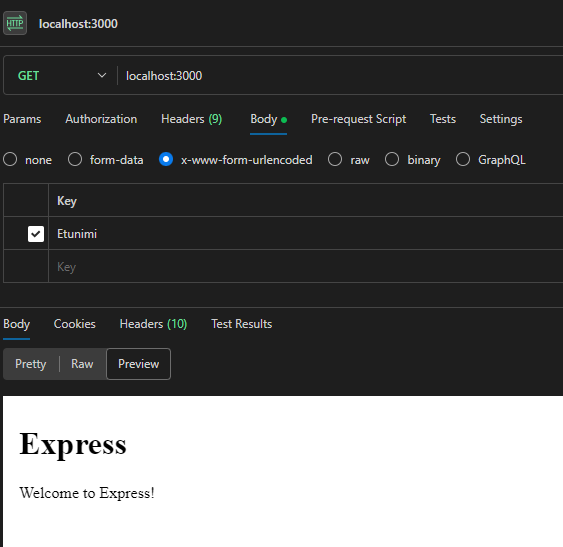 HTTP localhost:3000
GET localhost:3000
Params Authorization Headers (9) Body Pre-request Script Tests Settings
none form-data x-www-form-urlencoded raw binary GraphQL
Key
Etunimi
Key
Body Cookies Headers (10) Test Results
Pretty Raw Preview
Express
Welcome to Express!